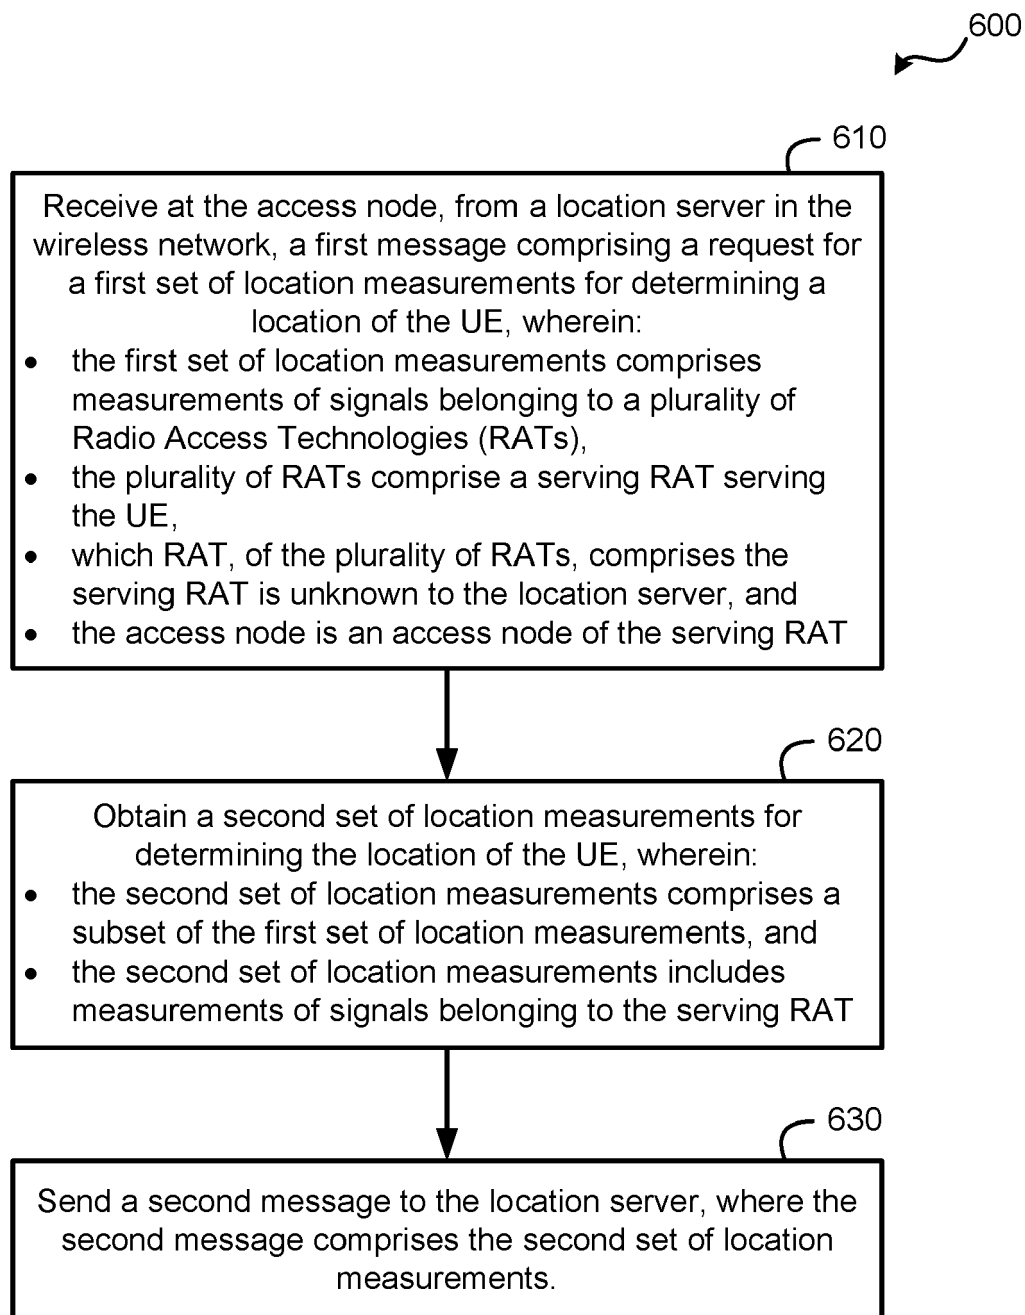 600
610
Receive at the access node, from a location server in the
wireless network, a first message comprising a request for
a first set of location measurements for determining a
location of the UE, wherein:
• the first set of location measurements comprises
measurements of signals belonging to a plurality of
Radio Access Technologies (RATs),
• the plurality of RATs comprise a serving RAT serving
the UE,
• which RAT, of the plurality of RATs, comprises the
serving RAT is unknown to the location server, and
• the access node is an access node of the serving RAT
620
Obtain a second set of location measurements for
determining the location of the UE, wherein:
• the second set of location measurements comprises a
subset of the first set of location measurements, and
• the second set of location measurements includes
measurements of signals belonging to the serving RAT
630
Send a second message to the location server, where the
second message comprises the second set of location
measurements.